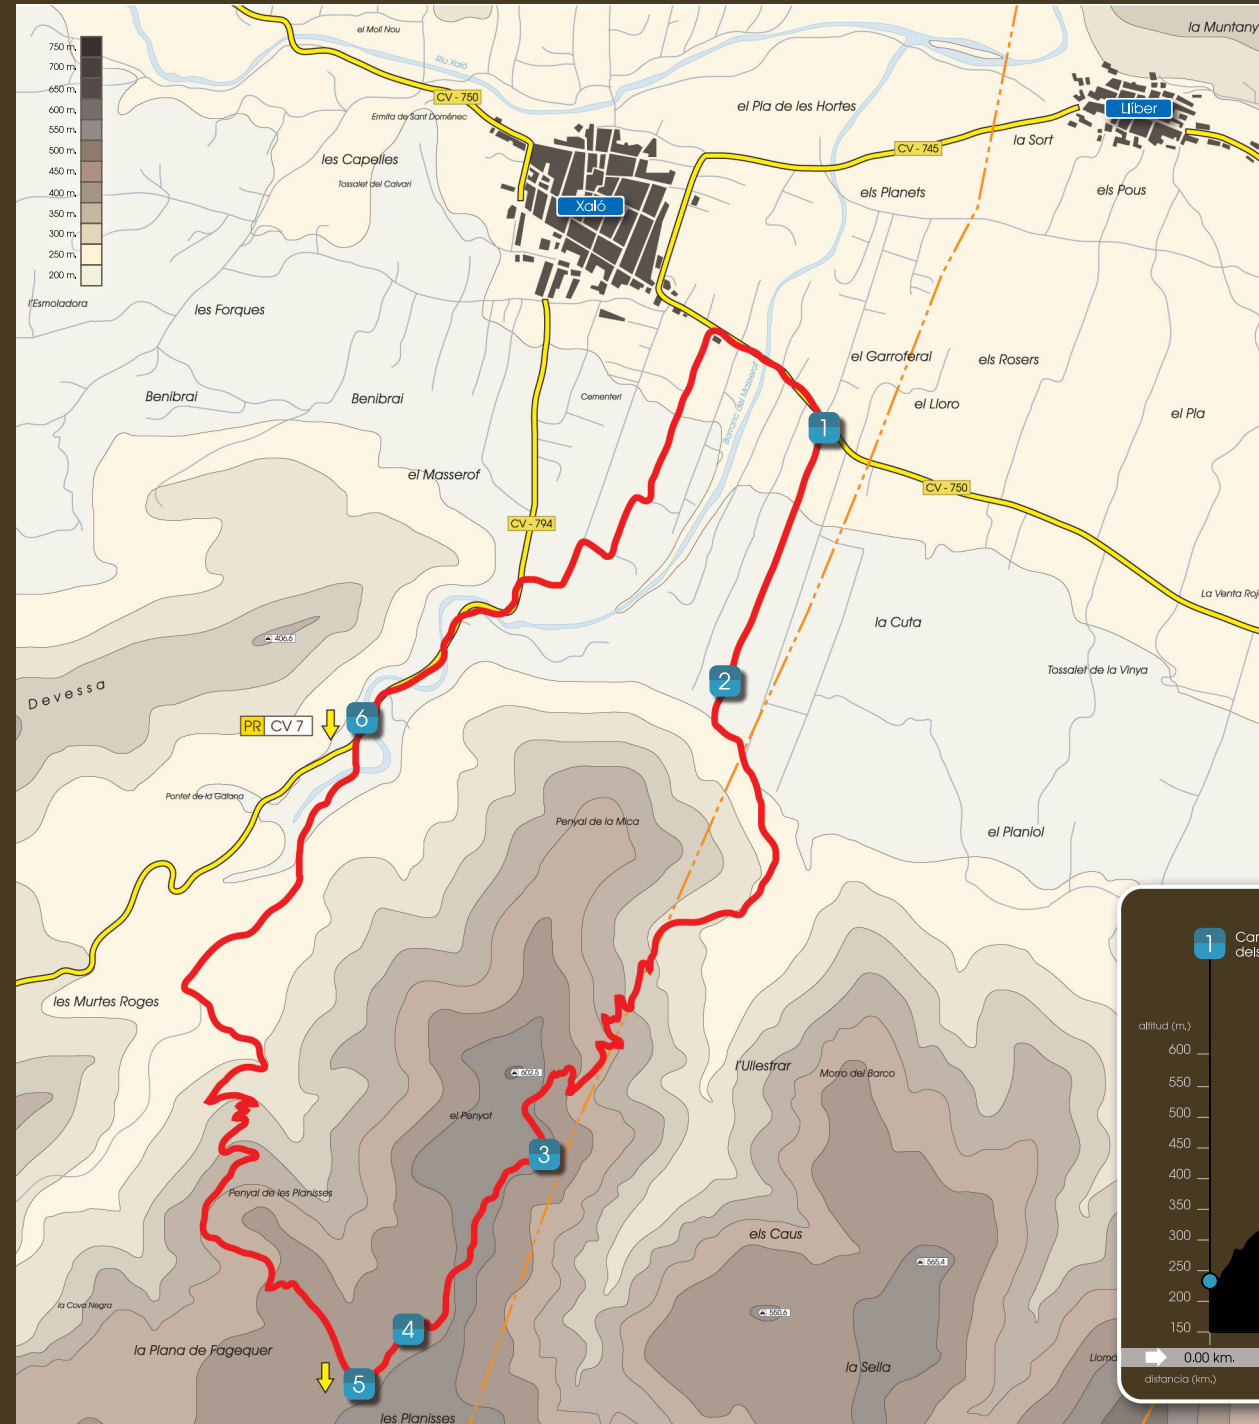 el Molí Nou
la Muntany
750 m.
700 m.
650 m.
600 m.
550 m.
500 m.
450 m.
400 m.
350 m.
300 m.
250 m.
200 m.
Riu Xaló
CV - 750
Ermita de Sant Domènec
el Pla de les Hortes
Llíber
la Sort
CV - 745
les Capelles
Tossalet del Calvari
els Planets
els Pous
Xaló
l'Esmoladora
les Forques
el Garroferal
els Rosers
Benibrai
Benibrai
Cementeri
Barranc del Masserof
el Lloro
el Pla
1
el Masserof
CV - 750
CV - 794
La Venta Roj
la Cuta
406,6
Tossalet de la Vinya
2
Devessa
6
PR CV 7
Pontet de la Gaiana
Penyal de la Mica
el Planiol
1
Car
dels
les Murtes Roges
altitud (m.)
600
550
500
450
400
350
300
250
200
150
l'Ullestrar
Morro del Barco
602,5
el Penyof
3
Penyal de les Planisses
els Caus
565,4
la Cova Negra
550,6
4
la Plana de Fagequer
Lloma
0.00 km.
la Sella
distancia (km.)
5
les Planisses